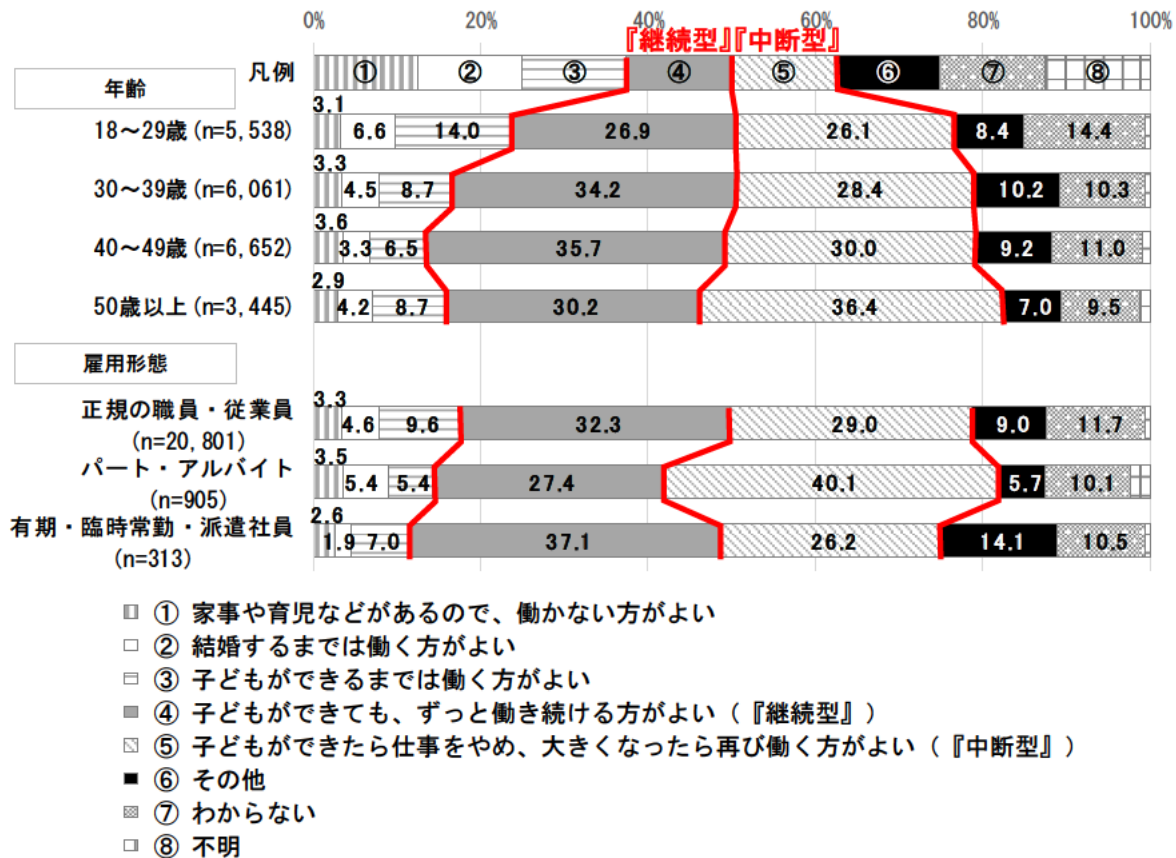 0% 20% 40% 60% 80% 100%
『継続型』『中断型』
凡例 ① ② ③ ④ ⑤ ⑥ ⑦ ⑧
年齢
3.1
18～29歳(n=5,538) 6.6 14.0 26.9 26.1 8.4 14.4
3.3
30～39歳(n=6,061) 4.5 8.7 34.2 28.4 10.2 10.3
3.6
40～49歳(n=6,652) 3.3 6.5 35.7 30.0 9.2 11.0
2.9
50歳以上(n=3,445) 4.2 8.7 30.2 36.4 7.0 9.5
雇用形態
3.3
正規の職員・従業員 4.6 9.6 32.3 29.0 9.0 11.7
(n=20,801)
3.5
パート・アルバイト 5.4 5.4 27.4 40.1 5.7 10.1
(n=905)
2.6
有期・臨時常勤・派遣社員 1.9 7.0 37.1 26.2 14.1 10.5
(n=313)
① 家事や育児などがあるので、働かない方がよい
② 結婚するまでは働く方がよい
③ 子どもができるまでは働く方がよい
④ 子どもができても、ずっと働き続ける方がよい（『継続型』）
⑤ 子どもができたら仕事をやめ、大きくなったら再び働く方がよい（『中断型』）
⑥ その他
⑦ わからない
⑧ 不明